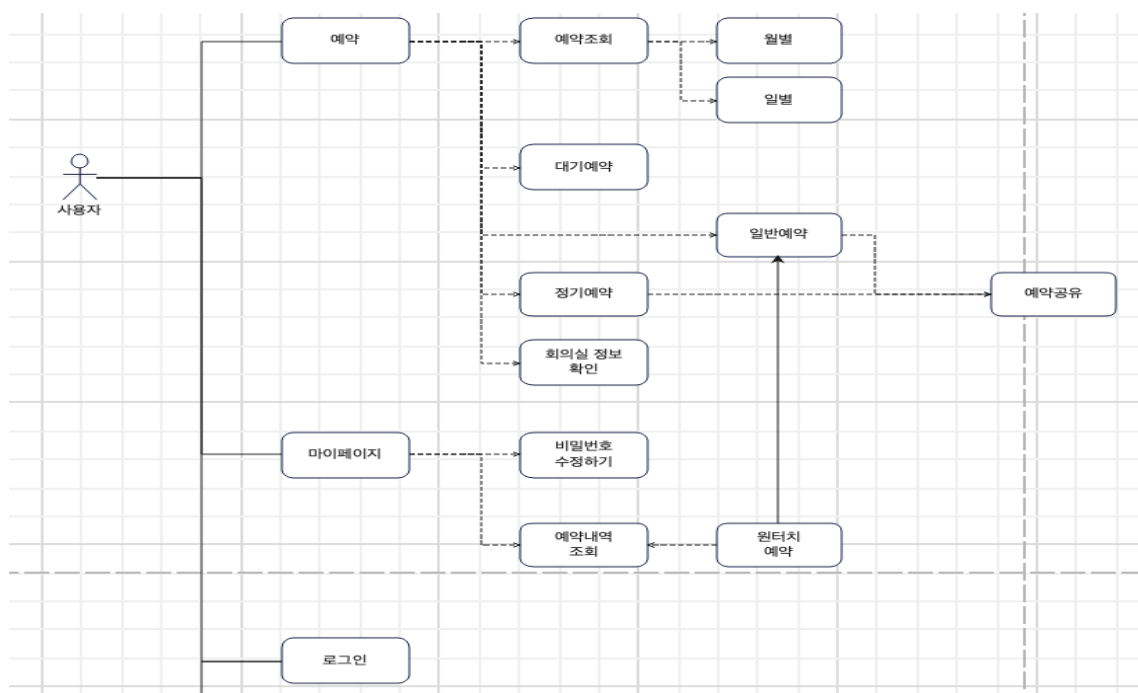 예약
예약조회
월별
일별
대기예약
사용자
일반예약
정기예약
예약공유
회의실 정보
확인
마이페이지
비밀번호
수정하기
예약내역
조회
원터치
예약
로그인